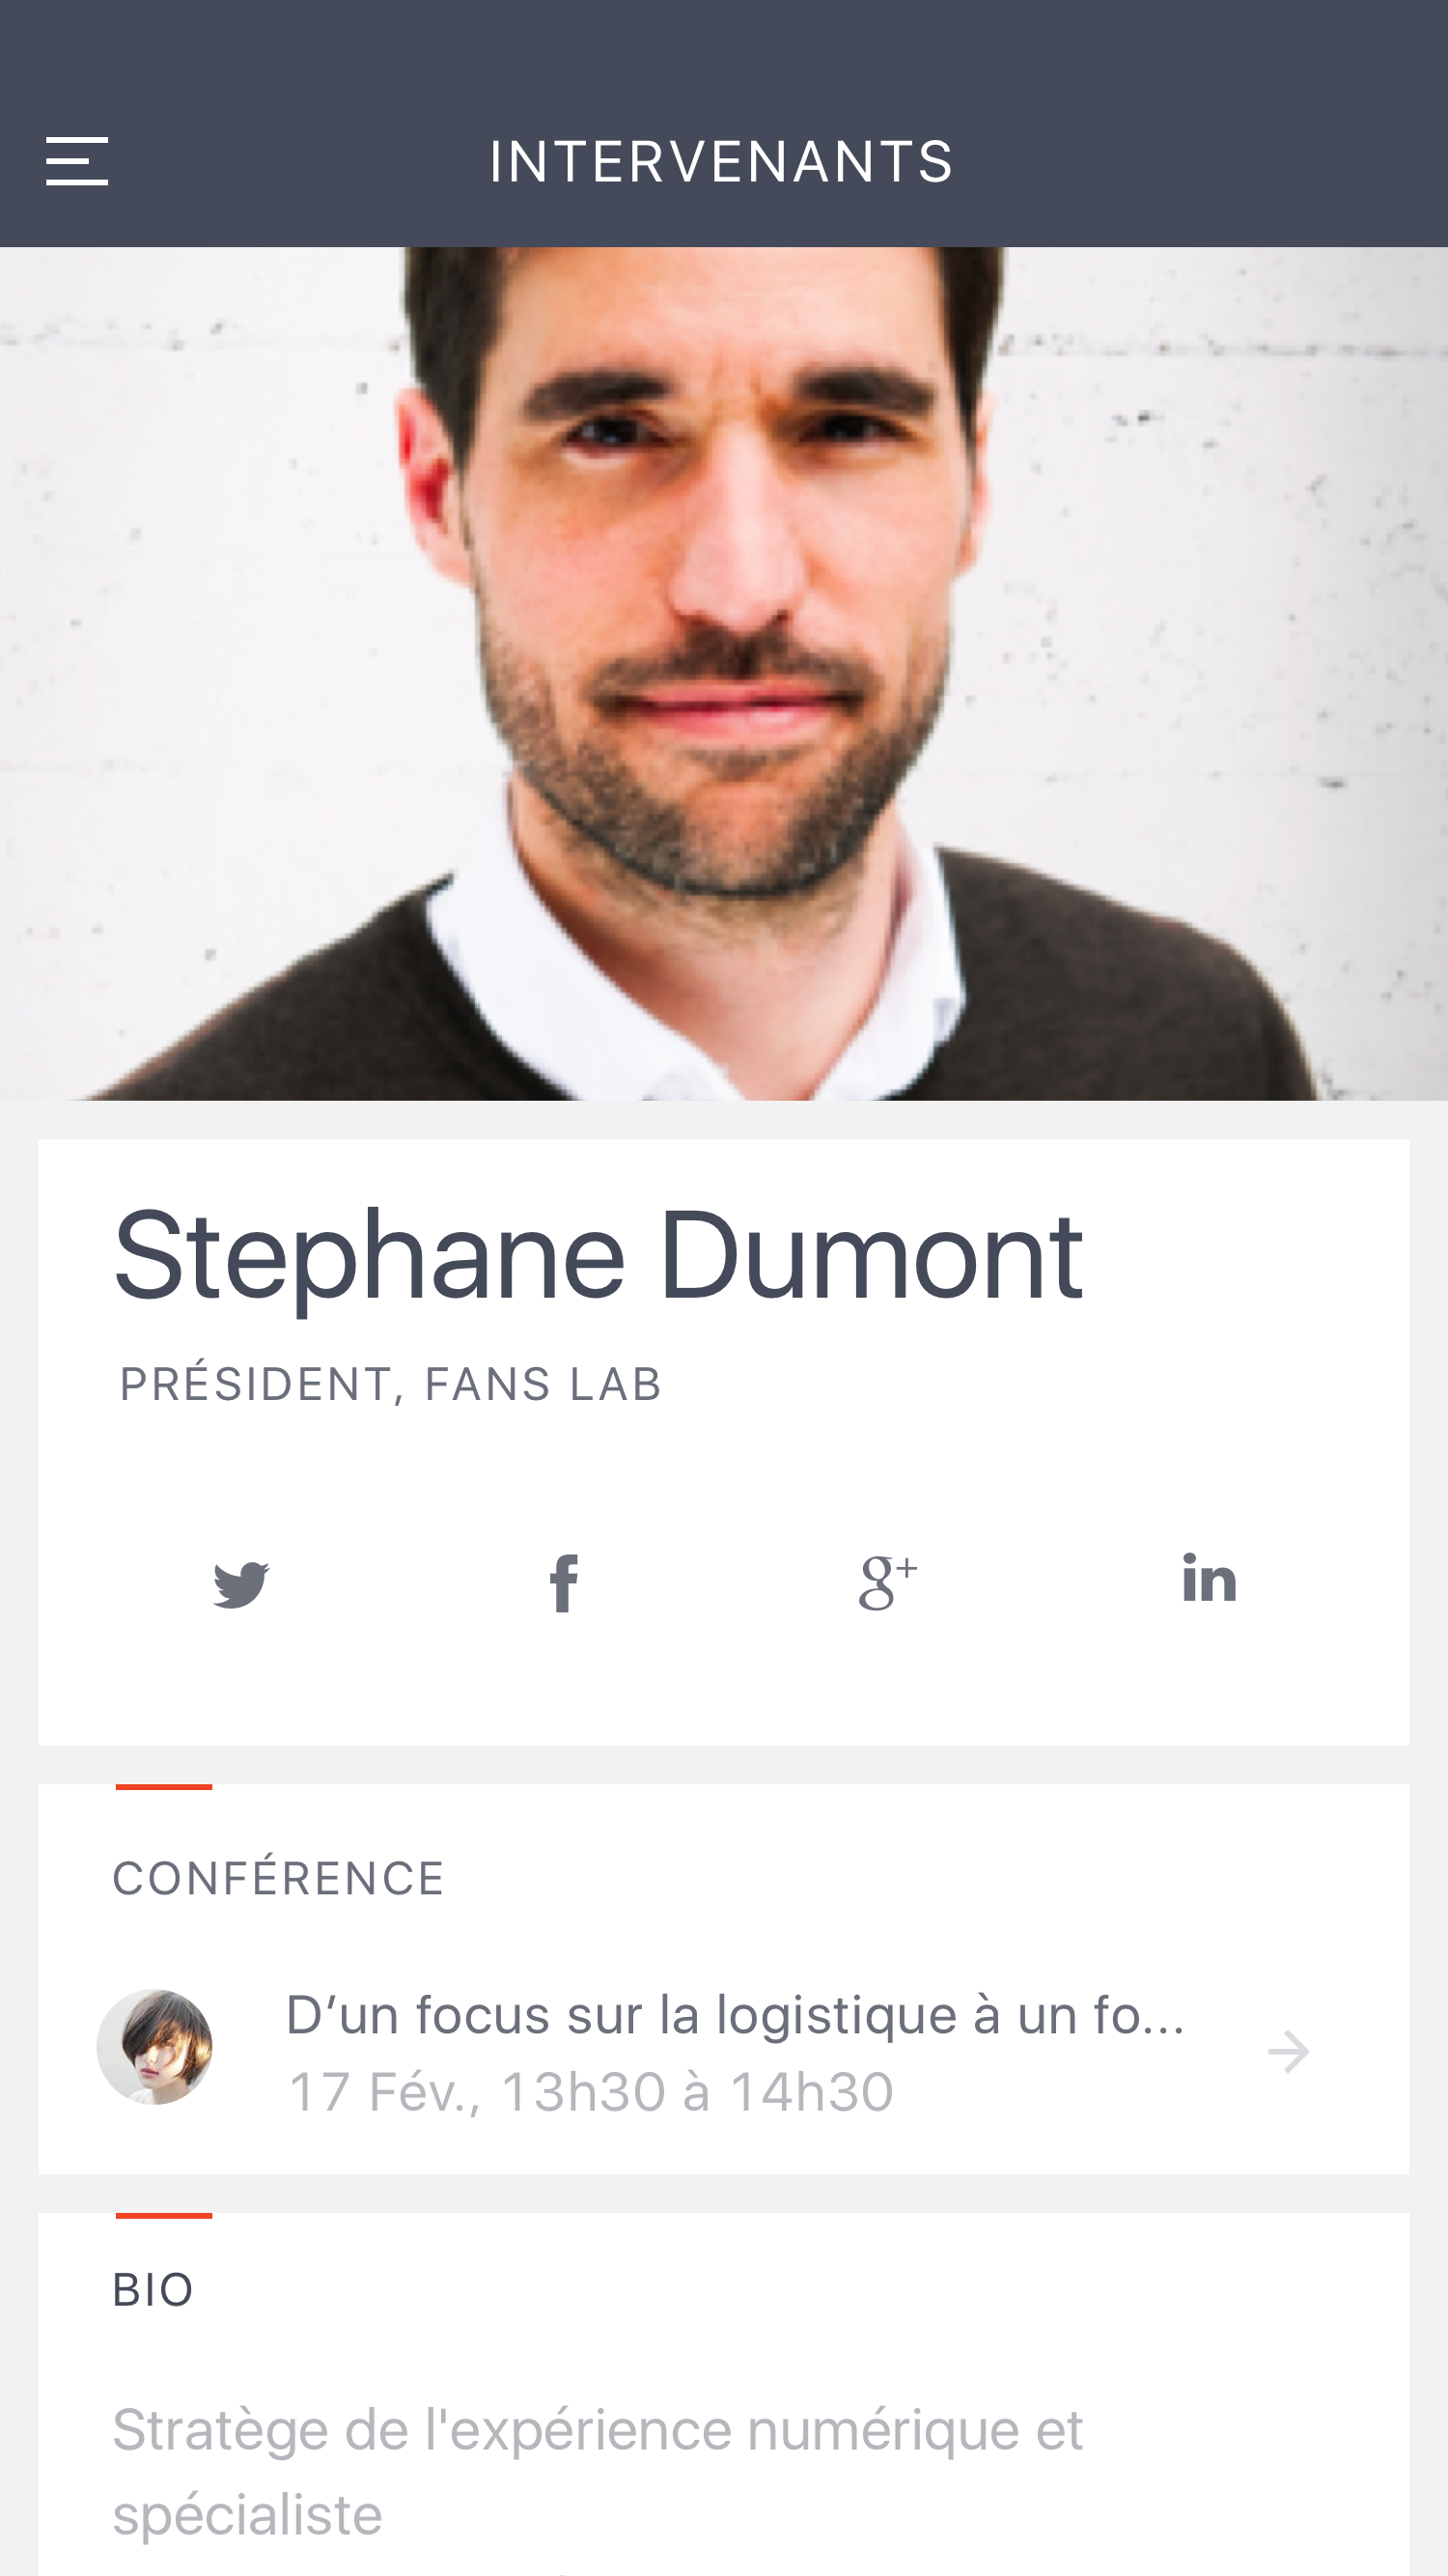 INTERVENANTS
Stephane Dumont
PRÉSIDENT, FANS LAB
g+
in
CONFÉRENCE
D’un focus sur la logistique à un fo...
17 Fév., 13h30 à 14h30
BIO
Stratège de l'expérience numérique et
spécialiste